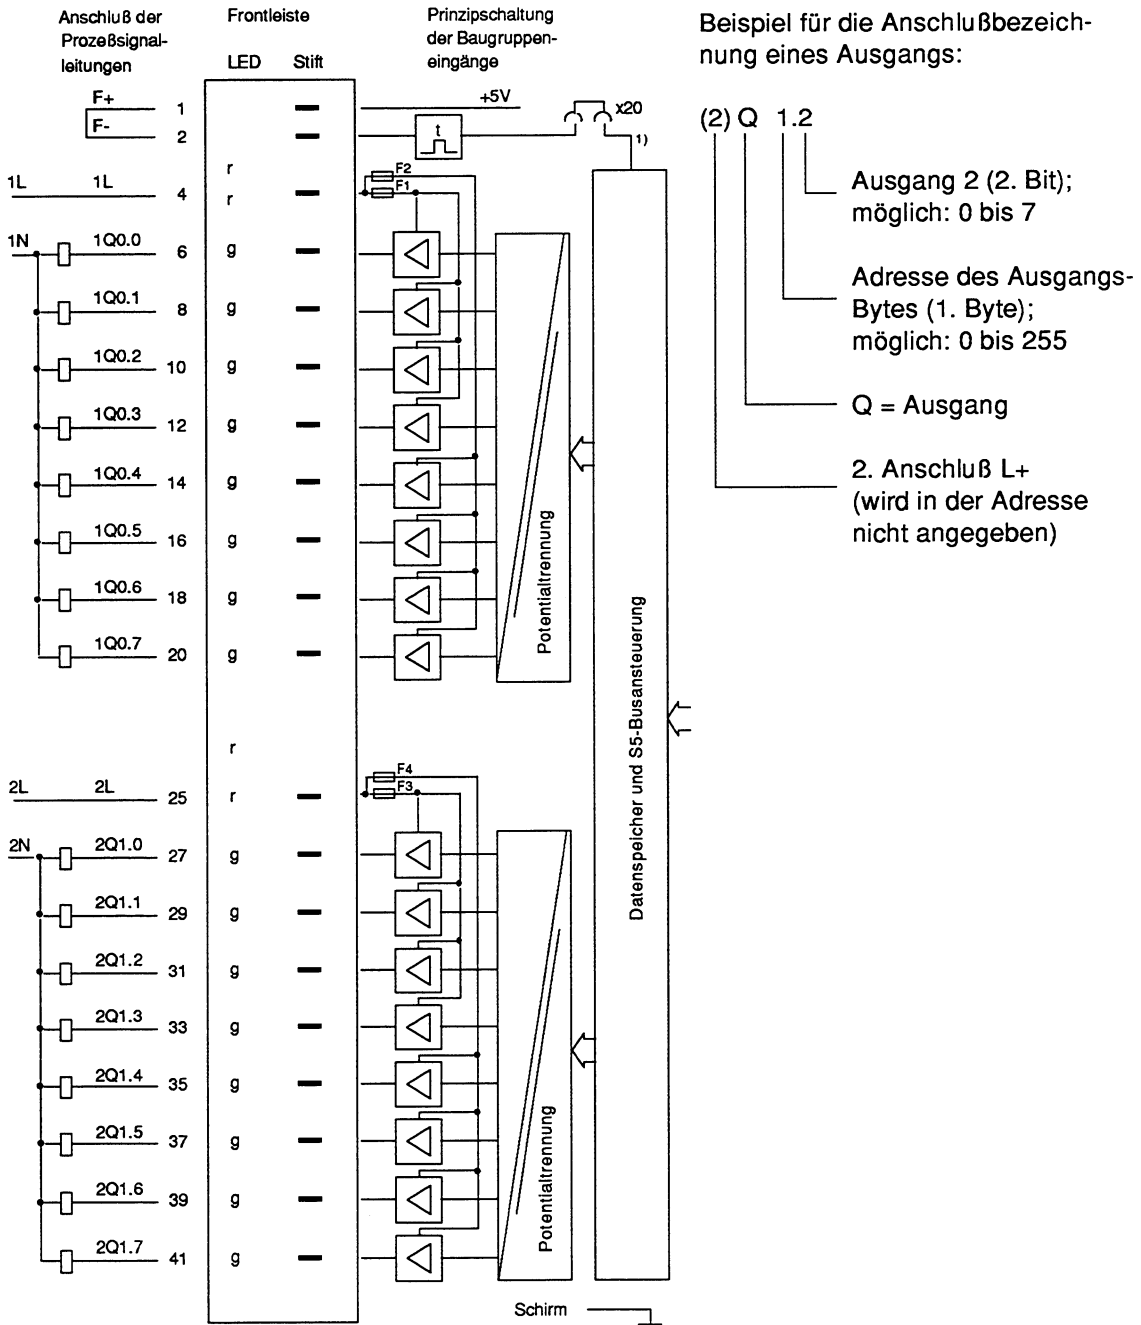 Anschluß der
Prozeßsignal-
leitungen
Frontleiste
LED Stift
Prinzipschaltung
der Baugruppen-
eingänge
F+ 1 +5V x20
F- 2 t 1)
r F2
1L 1L 4 r F1
1N 1Q0.0 6 g
1Q0.1 8 g
1Q0.2 10 g
1Q0.3 12 g
1Q0.4 14 g
1Q0.5 16 g
1Q0.6 18 g
1Q0.7 20 g
Potentialtrennung
Datenspeicher und S5-Busansteuerung
r F4
2L 2L 25 r F3
2N 2Q1.0 27 g
2Q1.1 29 g
2Q1.2 31 g
2Q1.3 33 g
2Q1.4 35 g
2Q1.5 37 g
2Q1.6 39 g
2Q1.7 41 g
Potentialtrennung
Schirm
Beispiel für die Anschlußbezeich-
nung eines Ausgangs:
(2) Q 1.2
Ausgang 2 (2. Bit);
möglich: 0 bis 7
Adresse des Ausgangs-
Bytes (1. Byte);
möglich: 0 bis 255
Q = Ausgang
2. Anschluß L+
(wird in der Adresse
nicht angegeben)